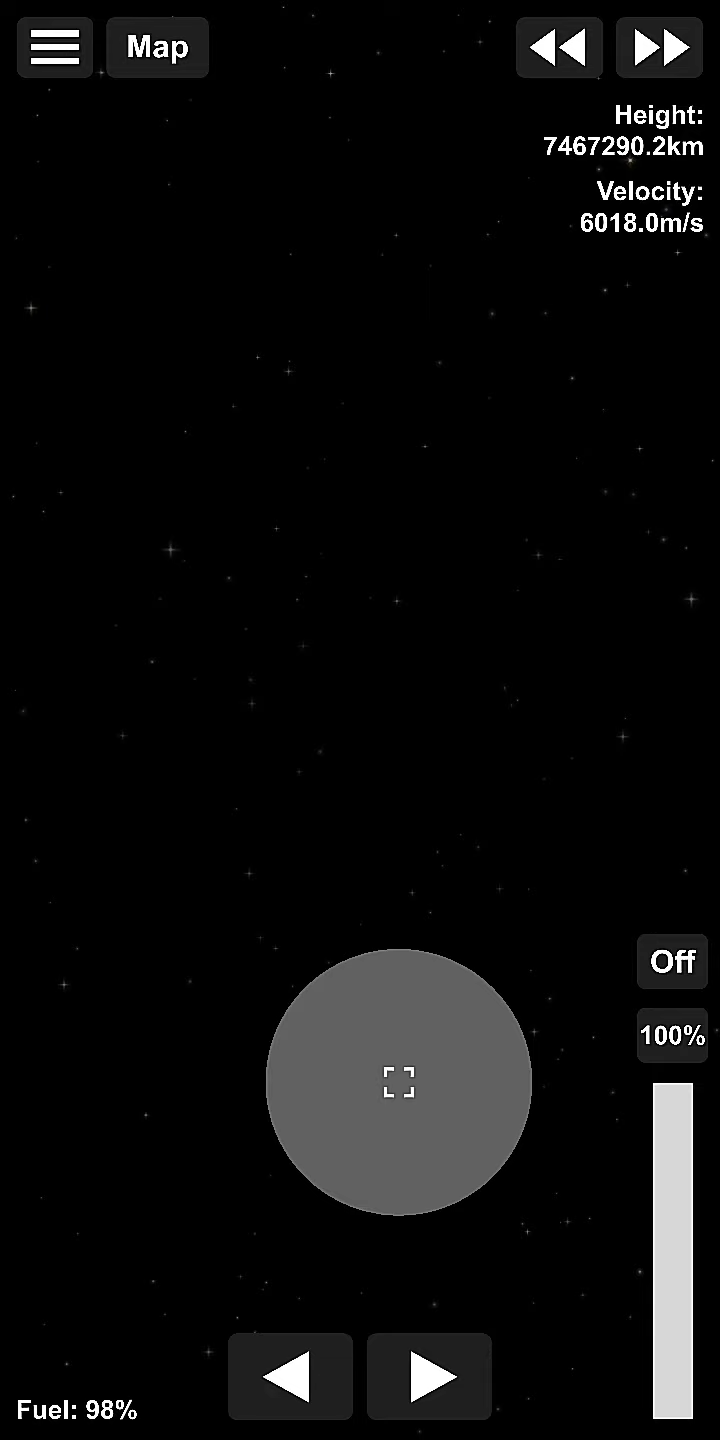 Map
Height:
7467290.2km
Velocity:
6018.0m/s
Off
100%
Fuel: 98%